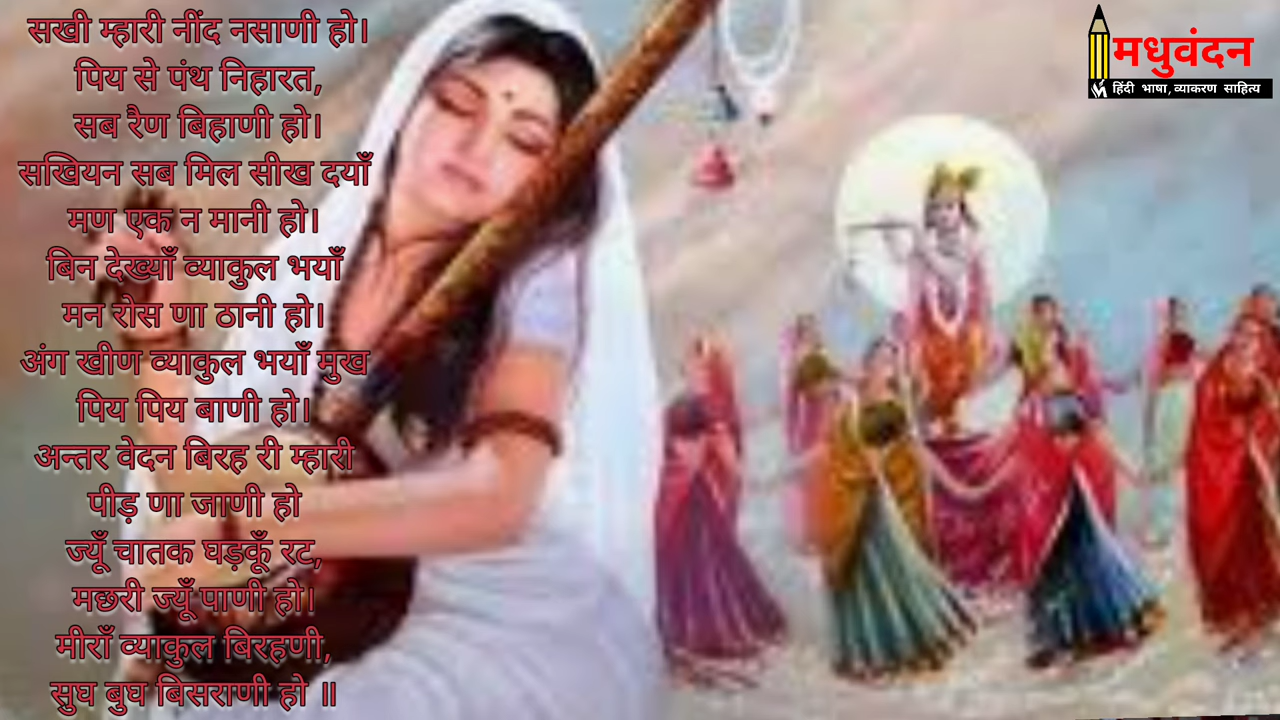 सखी म्हारी नींद नसाणी हो।
पिय से पंथ निहारत,
सब रैण बिहाणी हो।
सखियन सब मिल सीख दयाँ
मण एक न मानी हो।
बिन देख्याँ व्याकुल भयाँ
मन रोस णा ठानी हो।
अंग खीण व्याकुल भयाँ मुख
पिय पिय बाणी हो।
अन्तर वेदन बिरह री म्हारी
पीड़ णा जाणी हो
ज्यूँ चातक घड़कूँ रट,
मछरी ज्यूँ पाणी हो।
मीराँ व्याकुल बिरहणी,
सुघ बुघ बिसराणी हो ॥
मधुवंदन
हिंदी भाषा, व्याकरण साहित्य